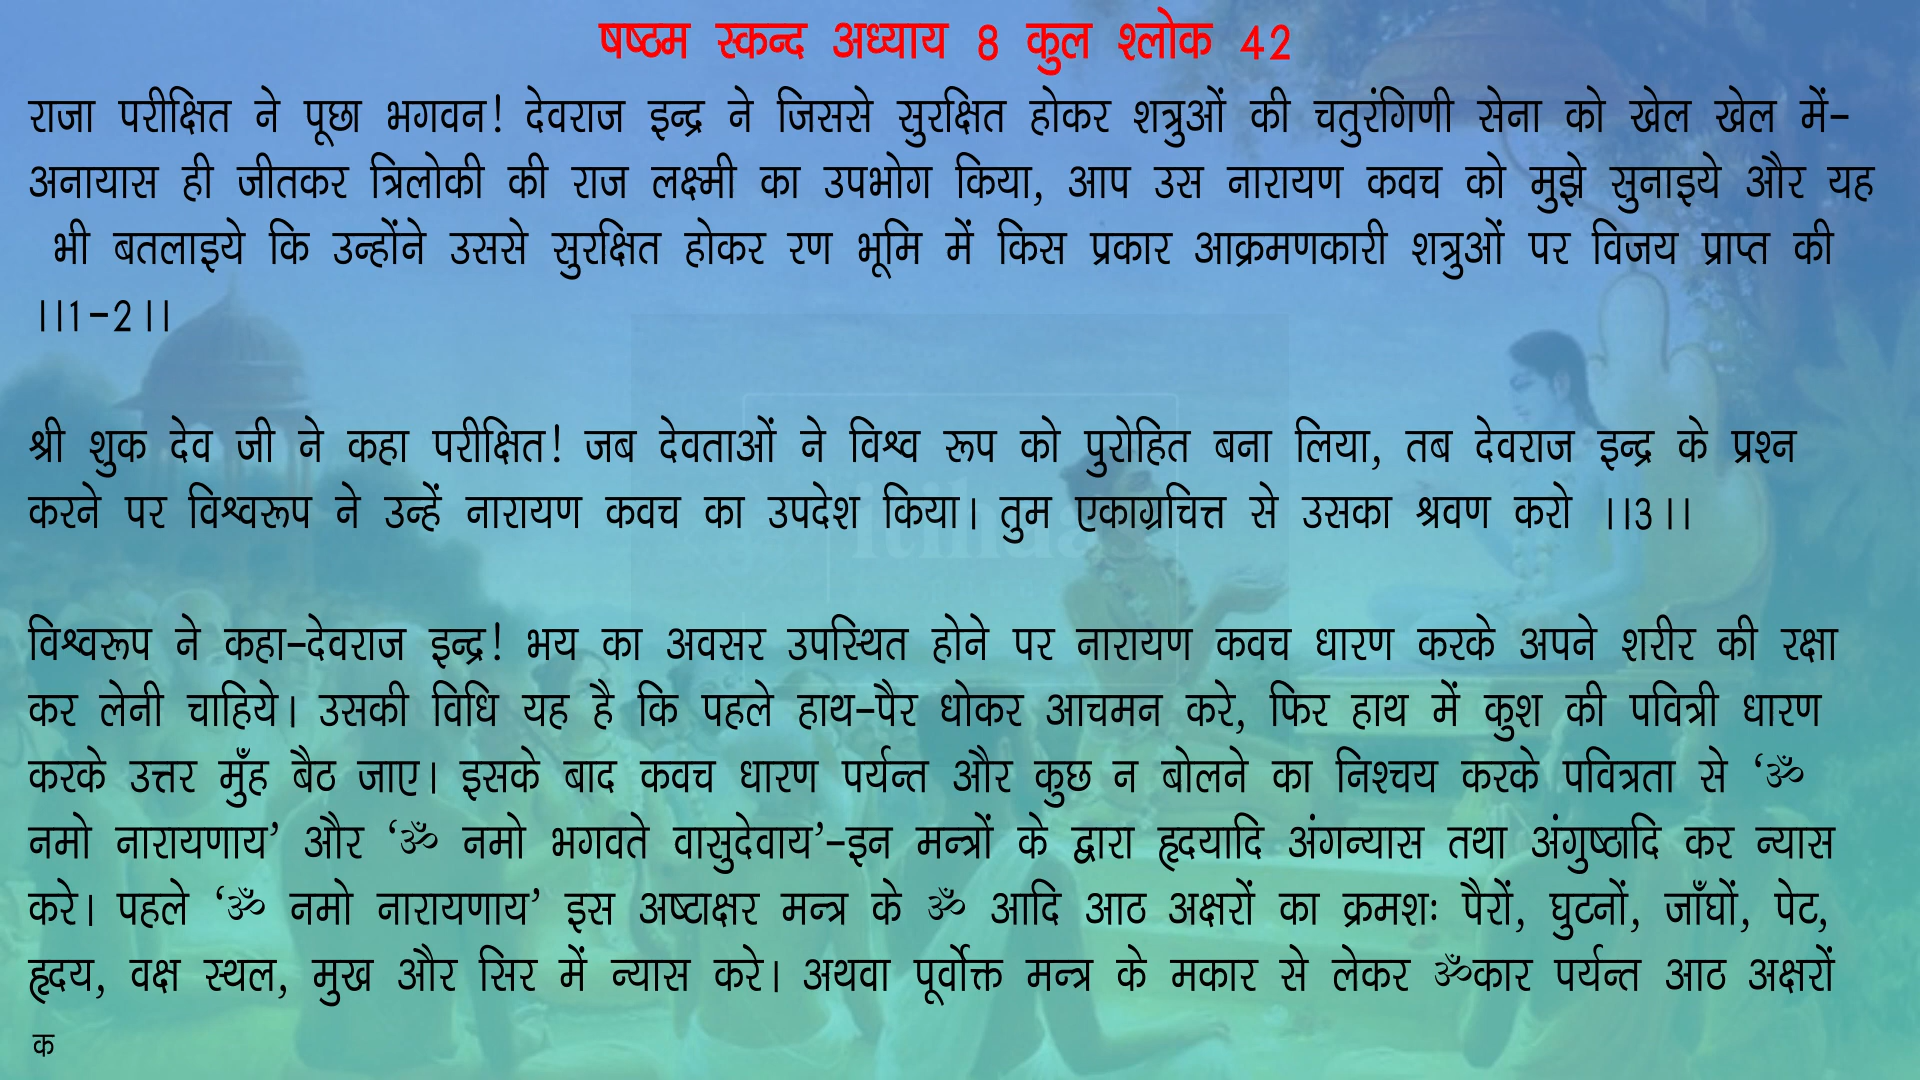 षष्ठम स्कन्द अध्याय 8 कुल श्लोक 42
राजा परीक्षित ने पूछा भगवन! देवराज इन्द्र ने जिससे सुरक्षित होकर शत्रुओं की चतुरंगिणी सेना को खेल खेल में-
अनायास ही जीतकर त्रिलोकी की राज लक्ष्मी का उपभोग किया, आप उस नारायण कवच को मुझे सुनाइये और यह
भी बतलाइये कि उन्होंने उससे सुरक्षित होकर रण भूमि में किस प्रकार आक्रमणकारी शत्रुओं पर विजय प्राप्त की
।।1-2।।
श्री शुक देव जी ने कहा परीक्षित! जब देवताओं ने विश्व रूप को पुरोहित बना लिया, तब देवराज इन्द्र के प्रश्न
करने पर विश्वरूप ने उन्हें नारायण कवच का उपदेश किया। तुम एकाग्रचित्त से उसका श्रवण करो ।।3।।
विश्वरूप ने कहा-देवराज इन्द्र! भय का अवसर उपस्थित होने पर नारायण कवच धारण करके अपने शरीर की रक्षा
कर लेनी चाहिये। उसकी विधि यह है कि पहले हाथ-पैर धोकर आचमन करे, फिर हाथ में कुश की पवित्री धारण
करके उत्तर मुँह बैठ जाए। इसके बाद कवच धारण पर्यन्त और कुछ न बोलने का निश्चय करके पवित्रता से ‘ॐ
नमो नारायणाय’ और ‘ॐ नमो भगवते वासुदेवाय’-इन मन्त्रों के द्वारा हृदयादि अंगन्यास तथा अंगुष्ठादि कर न्यास
करे। पहले ‘ॐ नमो नारायणाय’ इस अष्टाक्षर मन्त्र के ॐ आदि आठ अक्षरों का क्रमशः पैरों, घुटनों, जाँघों, पेट,
हृदय, वक्ष स्थल, मुख और सिर में न्यास करे। अथवा पूर्वोक्त मन्त्र के मकार से लेकर ॐकार पर्यन्त आठ अक्षरों
क